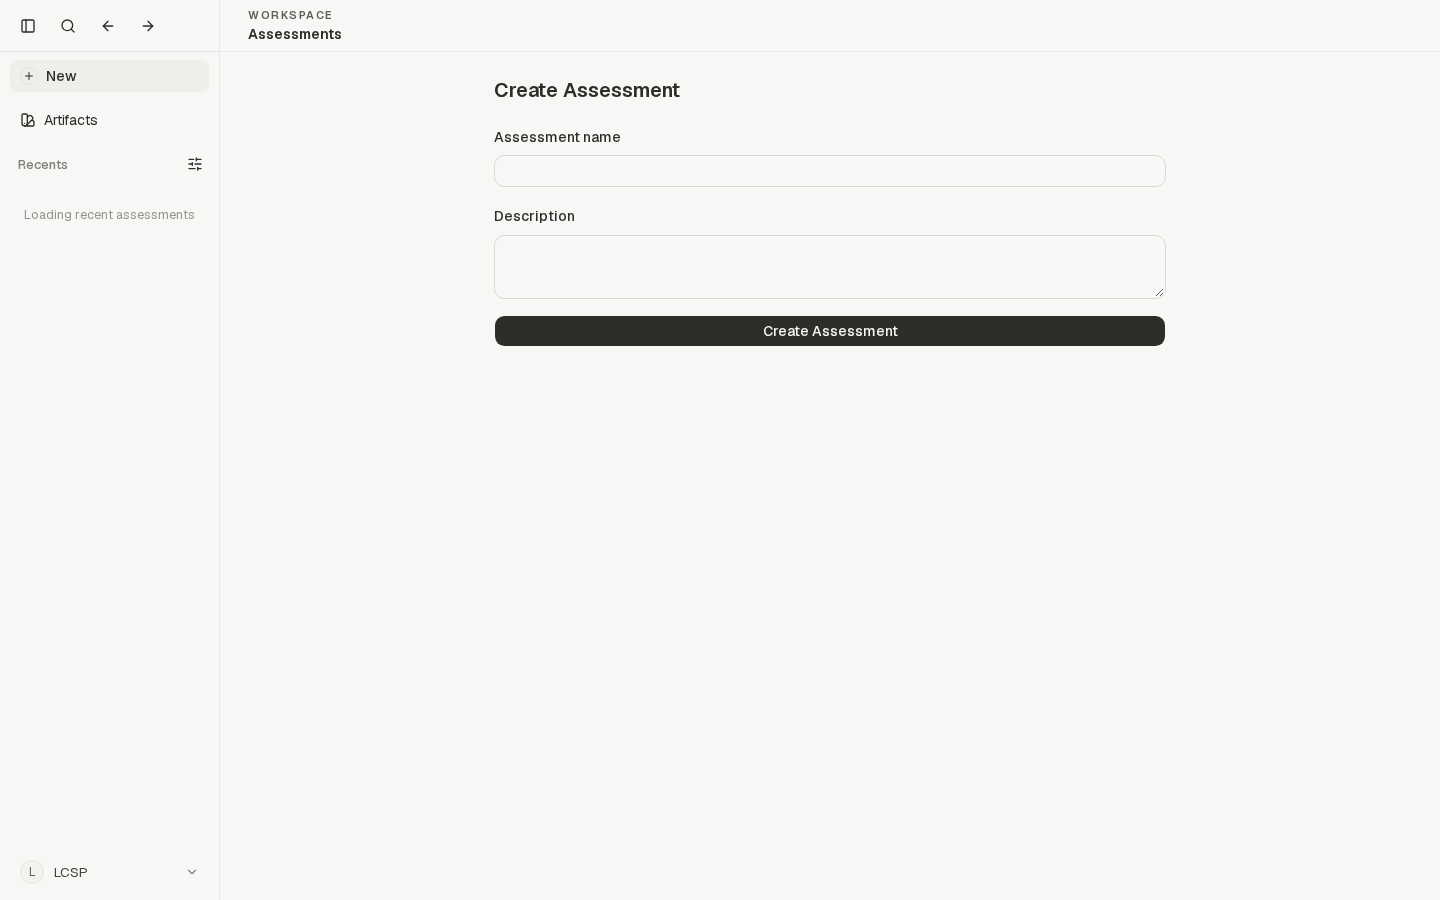 WORKSPACE
Assessments
New
Artifacts
Recents
Loading recent assessments
Create Assessment
Assessment name
Description
Create Assessment
L
LCSP